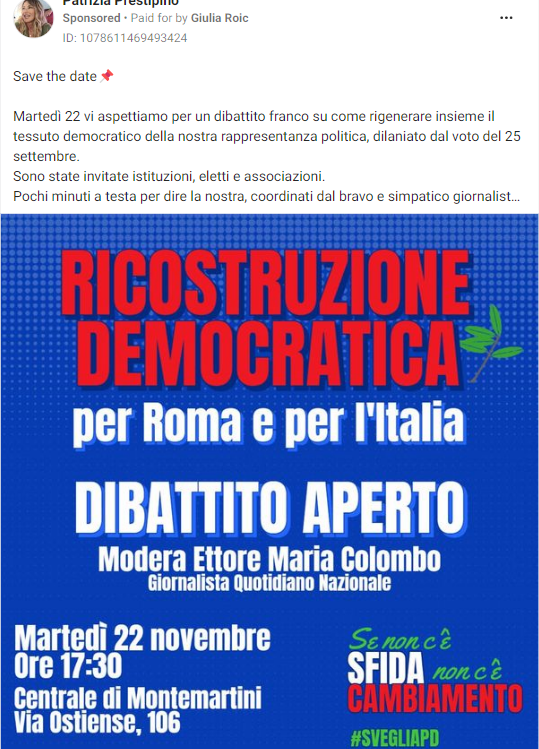 Patrizia Prestipino
Sponsored • Paid for by Giulia Roic
ID: 1078611469493424
Save the date 📌
Martedì 22 vi aspettiamo per un dibattito franco su come rigenerare insieme il
tessuto democratico della nostra rappresentanza politica, dilaniato dal voto del 25
settembre.
Sono state invitate istituzioni, eletti e associazioni.
Pochi minuti a testa per dire la nostra, coordinati dal bravo e simpatico giornalist...
RICOSTRUZIONE
DEMOCRATICA
per Roma e per l'Italia
DIBATTITO APERTO
Modera Ettore Maria Colombo
Giornalista Quotidiano Nazionale
Martedì 22 novembre
Ore 17:30
Centrale di Montemartini
Via Ostiense, 106
Se non c'è
SFIDA non c'è
CAMBIAMENTO
#SVEGLIAPD